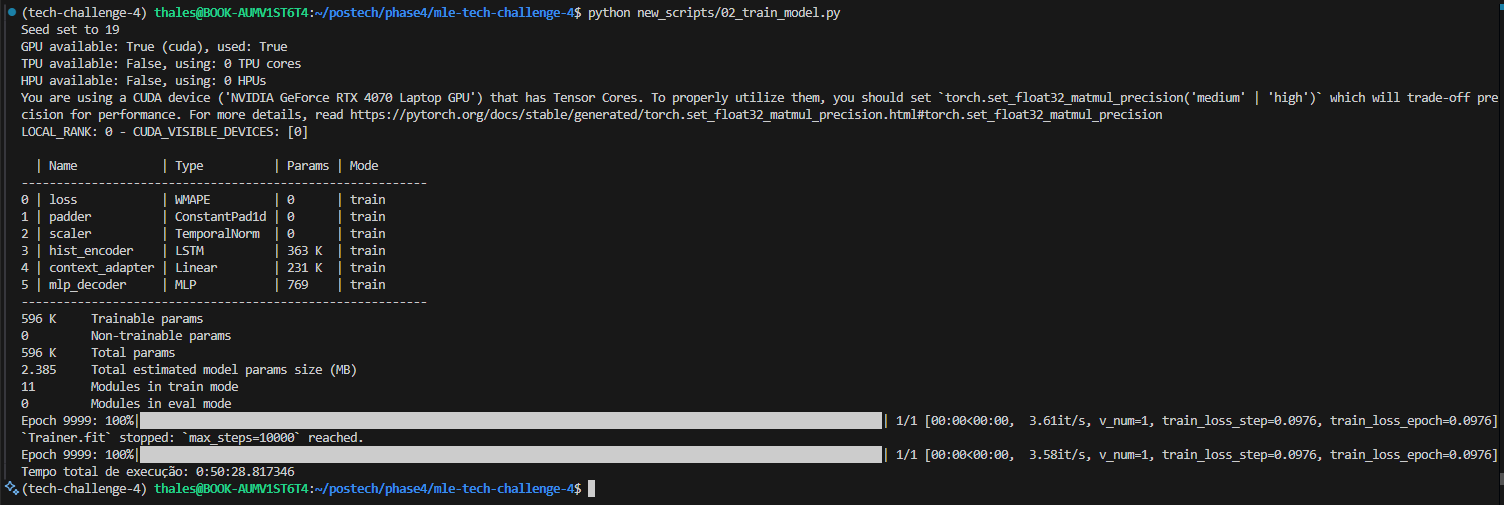 (tech-challenge-4) thales@BOOK-AUMV1ST6T4:~/postech/phase4/mle-tech-challenge-4$ python new_scripts/02_train_model.py
Seed set to 19
GPU available: True (cuda), used: True
TPU available: False, using: 0 TPU cores
HPU available: False, using: 0 HPUs
You are using a CUDA device ('NVIDIA GeForce RTX 4070 Laptop GPU') that has Tensor Cores. To properly utilize them, you should set `torch.set_float32_matmul_precision('medium' | 'high')` which will trade-off pre
cision for performance. For more details, read https://pytorch.org/docs/stable/generated/torch.set_float32_matmul_precision.html#torch.set_float32_matmul_precision
LOCAL_RANK: 0 - CUDA_VISIBLE_DEVICES: [0]
  | Name            | Type          | Params | Mode
----------------------------------------------------------
0 | loss            | WMAPE         | 0      | train
1 | padder          | ConstantPad1d | 0      | train
2 | scaler          | TemporalNorm  | 0      | train
3 | hist_encoder    | LSTM          | 363 K  | train
4 | context_adapter | Linear        | 231 K  | train
5 | mlp_decoder     | MLP           | 769    | train
----------------------------------------------------------
596 K     Trainable params
0         Non-trainable params
596 K     Total params
2.385     Total estimated model params size (MB)
11        Modules in train mode
0         Modules in eval mode
Epoch 9999: 100%|| 1/1 [00:00<00:00,  3.61it/s, v_num=1, train_loss_step=0.0976, train_loss_epoch=0.0976]
`Trainer.fit` stopped: `max_steps=10000` reached.
Epoch 9999: 100%|| 1/1 [00:00<00:00,  3.58it/s, v_num=1, train_loss_step=0.0976, train_loss_epoch=0.0976]
Tempo total de execução: 0:50:28.817346
(tech-challenge-4) thales@BOOK-AUMV1ST6T4:~/postech/phase4/mle-tech-challenge-4$